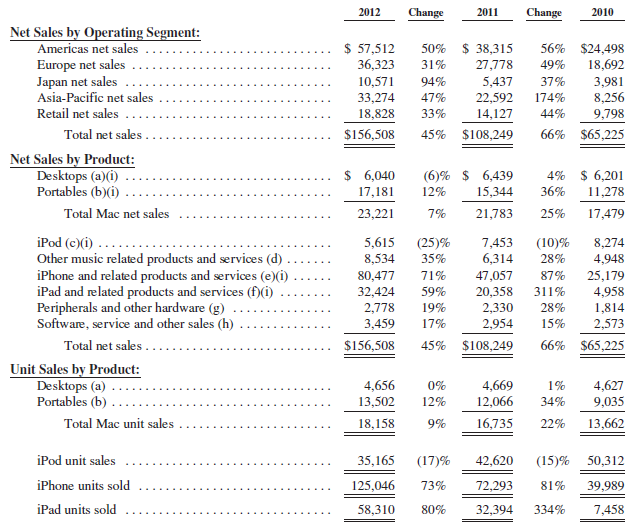 2012 Change 2011 Change 2010
Net Sales by Operating Segment:
Americas net sales .......................... $ 57,512 50% $ 38,315 56% $24,498
Europe net sales ............................ 36,323 31% 27,778 49% 18,692
Japan net sales ............................. 10,571 94% 5,437 37% 3,981
Asia-Pacific net sales ...................... 33,274 47% 22,592 174% 8,256
Retail net sales ............................ 18,828 33% 14,127 44% 9,798
Total net sales ............................. $156,508 45% $108,249 66% $65,225
Net Sales by Product:
Desktops (a)(i) ............................. $ 6,040 (6)% $ 6,439 4% $ 6,201
Portables (b)(i) ............................ 17,181 12% 15,344 36% 11,278
Total Mac net sales ......................... 23,221 7% 21,783 25% 17,479
iPod (c)(i) ................................. 5,615 (25)% 7,453 (10)% 8,274
Other music related products and services (d) ....... 8,534 35% 6,314 28% 4,948
iPhone and related products and services (e)(i) ...... 80,477 71% 47,057 87% 25,179
iPad and related products and services (f)(i) ........ 32,424 59% 20,358 311% 4,958
Peripherals and other hardware (g) ............... 2,778 19% 2,330 28% 1,814
Software, service and other sales (h) ............. 3,459 17% 2,954 15% 2,573
Total net sales ............................. $156,508 45% $108,249 66% $65,225
Unit Sales by Product:
Desktops (a) ................................ 4,656 0% 4,669 1% 4,627
Portables (b) ............................... 13,502 12% 12,066 34% 9,035
Total Mac unit sales ........................ 18,158 9% 16,735 22% 13,662
iPod unit sales ............................. 35,165 (17)% 42,620 (15)% 50,312
iPhone units sold ........................... 125,046 73% 72,293 81% 39,989
iPad units sold ............................. 58,310 80% 32,394 334% 7,458